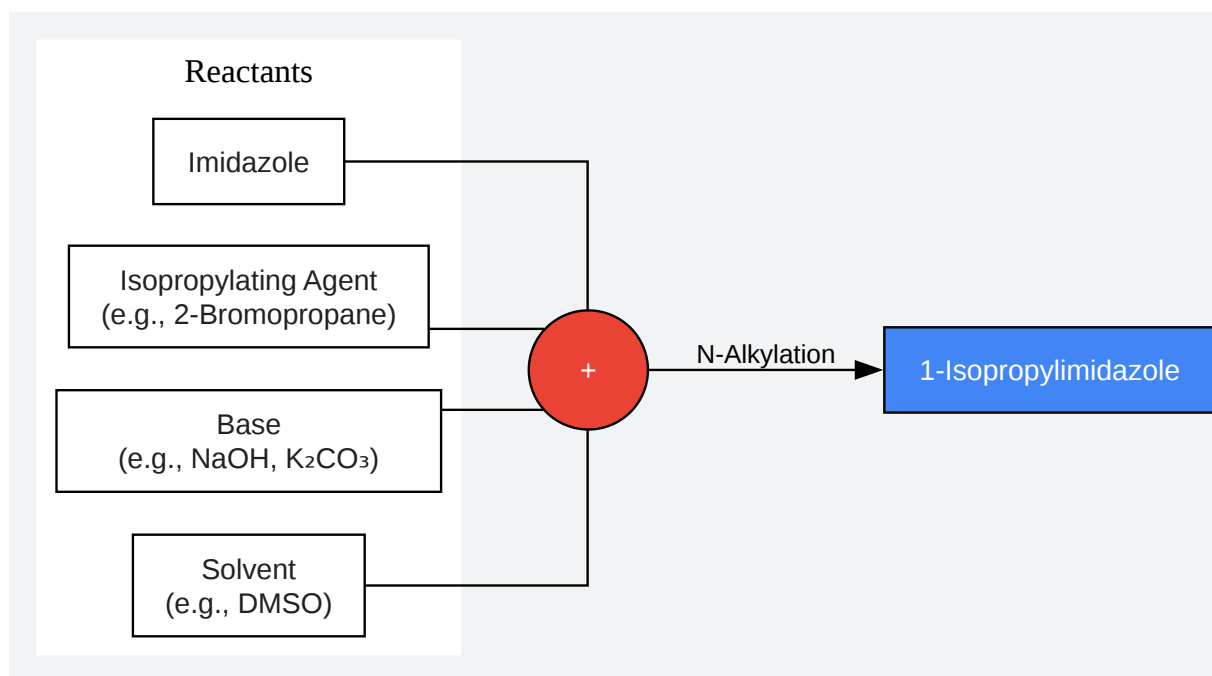 Reactants
Imidazole
Isopropylating Agent
(e.g., 2-Bromopropane)
Base
(e.g., NaOH, K₂CO₃)
Solvent
(e.g., DMSO)
+
N-Alkylation
1-Isopropylimidazole